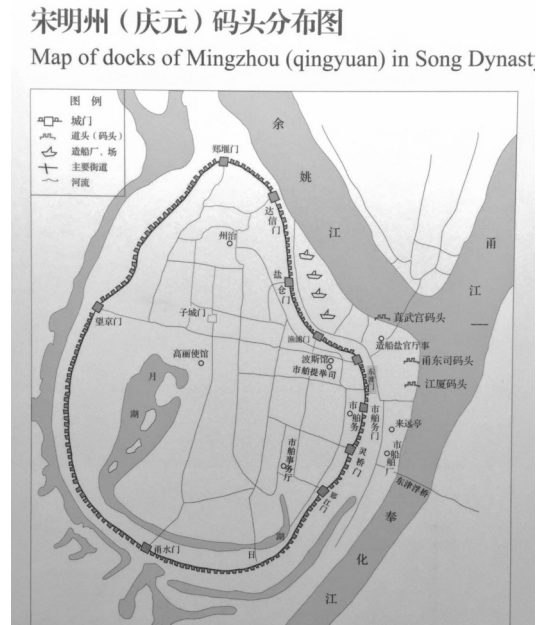 宋明州（庆元）码头分布图
Map of docks of Mingzhou (qingyuan) in Song Dynasty
图 例
城门
道头（码头）
造船厂、场
主要街道
河流
余姚江
甬江
郑堰门
达信门
州治
盐仓门
子城门
望京门
渔浦门
真武宫码头
造船盐官厅事
高丽使馆
波斯馆
市舶提举司
东渡门
甬东司码头
江厦码头
月湖
市舶务
市舶务门
来远亭
灵桥门
市舶厂
市舶事务厅
东津浮桥
鄞江门
日湖
甬水门
奉化江